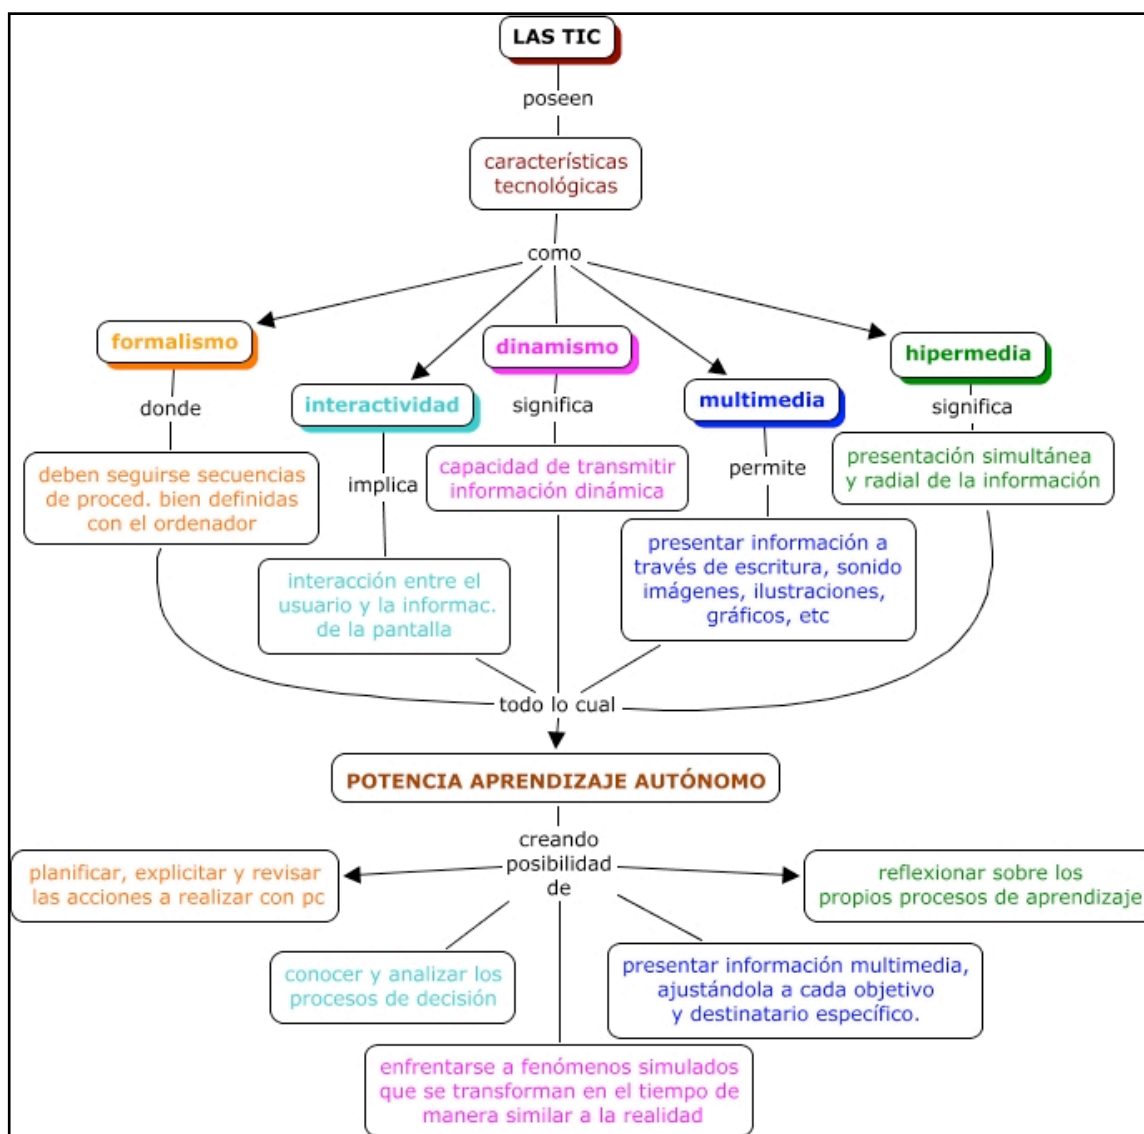 LAS TIC
poseen
características
tecnológicas
como
formalismo
interactividad
dinamismo
multimedia
hipermedia
donde
implica
significa
permite
significa
deben seguirse secuencias
de proced. bien definidas
con el ordenador
interacción entre el
usuario y la informac.
de la pantalla
capacidad de transmitir
información dinámica
presentar información a
través de escritura, sonido
imágenes, ilustraciones,
gráficos, etc
presentación simultánea
y radial de la información
todo lo cual
POTENCIA APRENDIZAJE AUTÓNOMO
creando
posibilidad
de
planificar, explicitar y revisar
las acciones a realizar con pc
conocer y analizar los
procesos de decisión
enfrentarse a fenómenos simulados
que se transforman en el tiempo de
manera similar a la realidad
presentar información multimedia,
ajustándola a cada objetivo
y destinatario específico.
reflexionar sobre los
propios procesos de aprendizaje